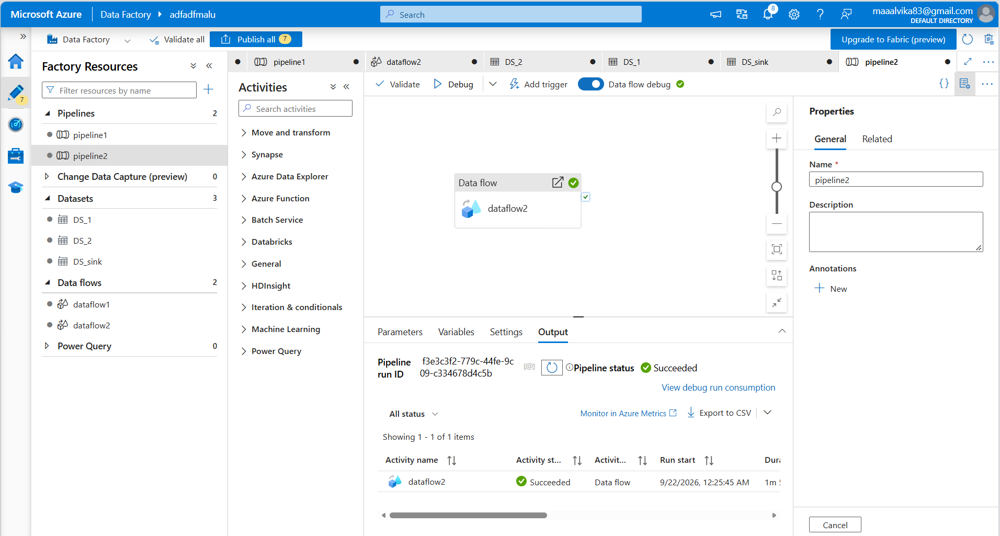 Microsoft Azure
Data Factory
adfadfmalu
Search
8
maaalvika83@gmail.com
DEFAULT DIRECTORY
Data Factory
Validate all
Publish all
7
Upgrade to Fabric (preview)
7
Factory Resources
Filter resources by name
Pipelines
2
pipeline1
pipeline2
Change Data Capture (preview)
0
Datasets
3
DS_1
DS_2
DS_sink
Data flows
2
dataflow1
dataflow2
Power Query
0
pipeline1
dataflow2
DS_2
DS_1
DS_sink
pipeline2
Activities
Search activities
Move and transform
Synapse
Azure Data Explorer
Azure Function
Batch Service
Databricks
General
HDInsight
Iteration & conditionals
Machine Learning
Power Query
Validate
Debug
Add trigger
Data flow debug
Data flow
dataflow2
Parameters
Variables
Settings
Output
Pipeline run ID
f3e3c3f2-779c-44fe-9c
09-c334678d4c5b
[@]
Pipeline status
Succeeded
View debug run consumption
All status
Monitor in Azure Metrics
Export to CSV
Showing 1 - 1 of 1 items
Activity name
Activity st...
Activit...
Run start
dataflow2
Succeeded
Data flow
9/22/2026, 12:25:45 AM
1m
Properties
General
Related
Name *
pipeline2
Description
Annotations
New
Cancel